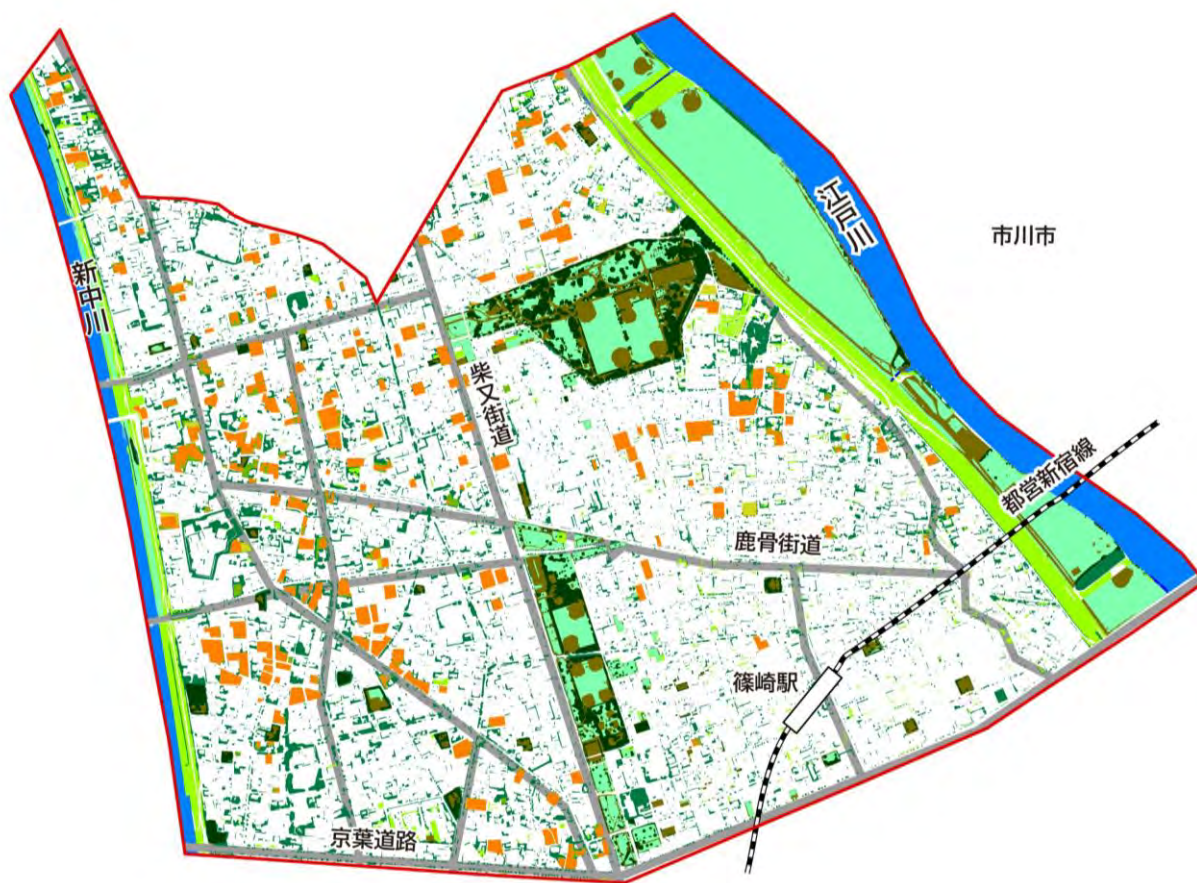 江戸川
市川市
新中川
柴又街道
都営新宿線
鹿骨街道
篠崎駅
京葉道路